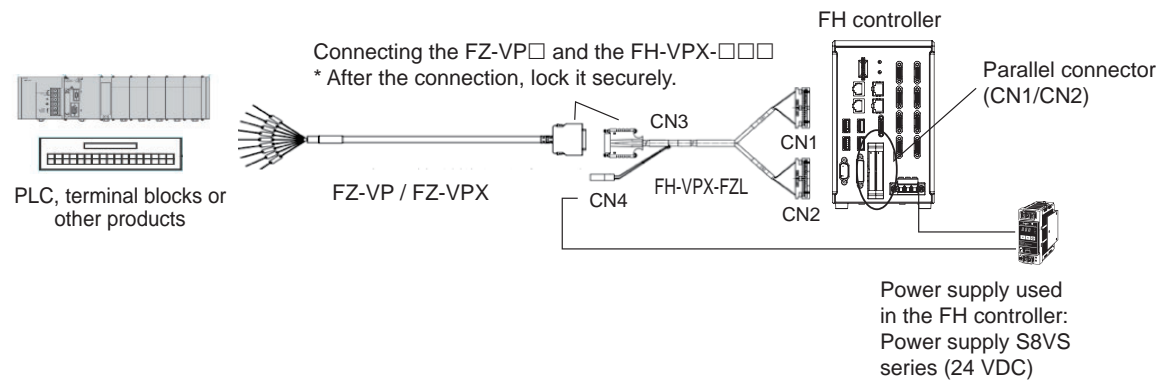 FH controller
Connecting the FZ-VP□ and the FH-VPX-□□□
* After the connection, lock it securely.
Parallel connector
(CN1/CN2)
CN3
CN1
PLC, terminal blocks or
other products
FZ-VP / FZ-VPX
CN4
FH-VPX-FZL
CN2
Power supply used
in the FH controller:
Power supply S8VS
series (24 VDC)